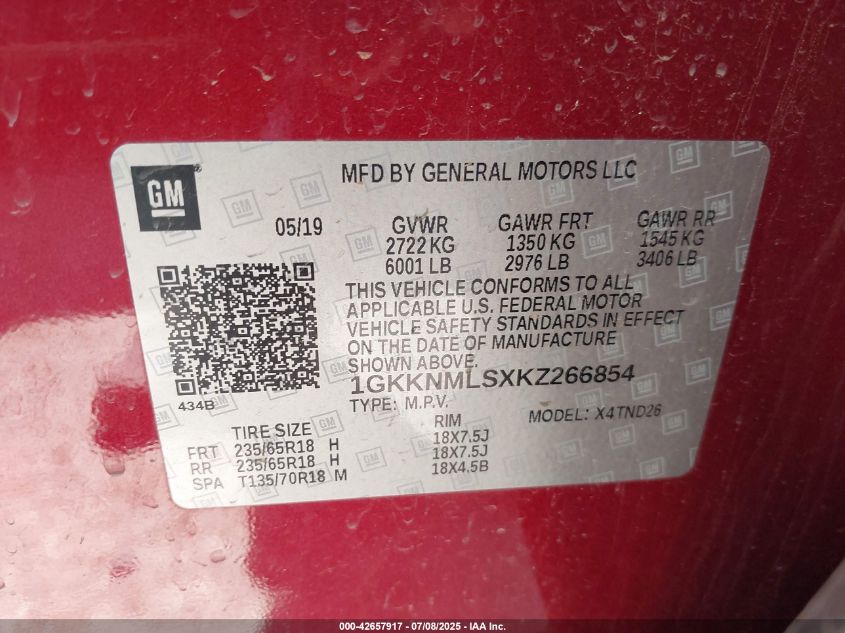 GM
MFD BY GENERAL MOTORS LLC
05/19 GVWR GAWR FRT GAWR RR
2722 KG 1350 KG 1545 KG
6001 LB 2976 LB 3406 LB
THIS VEHICLE CONFORMS TO ALL
APPLICABLE U.S. FEDERAL MOTOR
VEHICLE SAFETY STANDARDS IN EFFECT
ON THE DATE OF MANUFACTURE
SHOWN ABOVE.
1GKKNMLSXKZ266854
434B
TYPE: M.P.V. MODEL: X4TND26
TIRE SIZE RIM
FRT 235/65R18 H 18X7.5J
RR 235/65R18 H 18X7.5J
SPA T135/70R18 M 18X4.5B
000-42657917 - 07/08/2025 - IAA Inc.